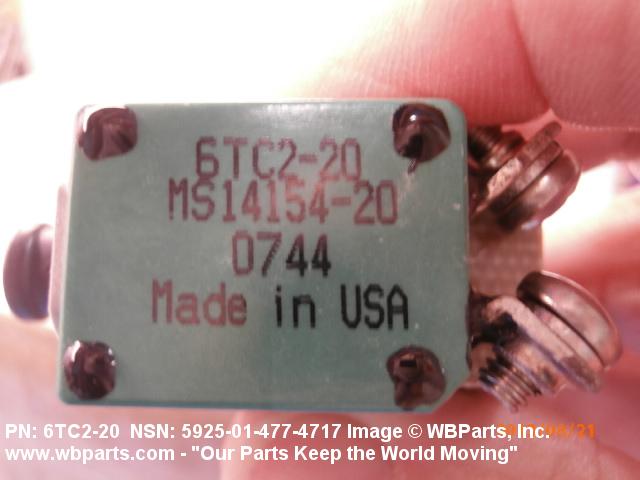 6TC2-20
MS14154-20
0744
Made in USA
PN: 6TC2-20 NSN: 5925-01-477-4717 Image © WBParts, Inc.
www.wbparts.com - "Our Parts Keep the World Moving"